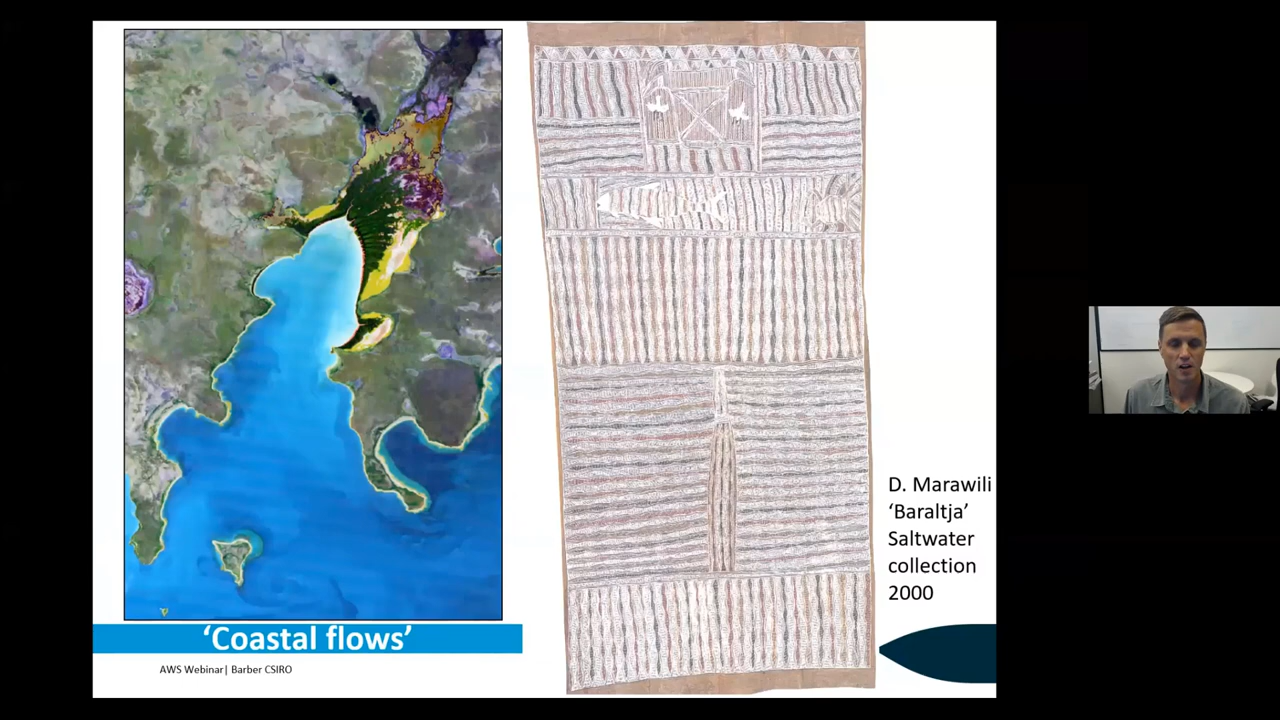 D. Marawili
‘Baraltja’
Saltwater
collection
2000
‘Coastal flows’
AWS Webinar| Barber CSIRO